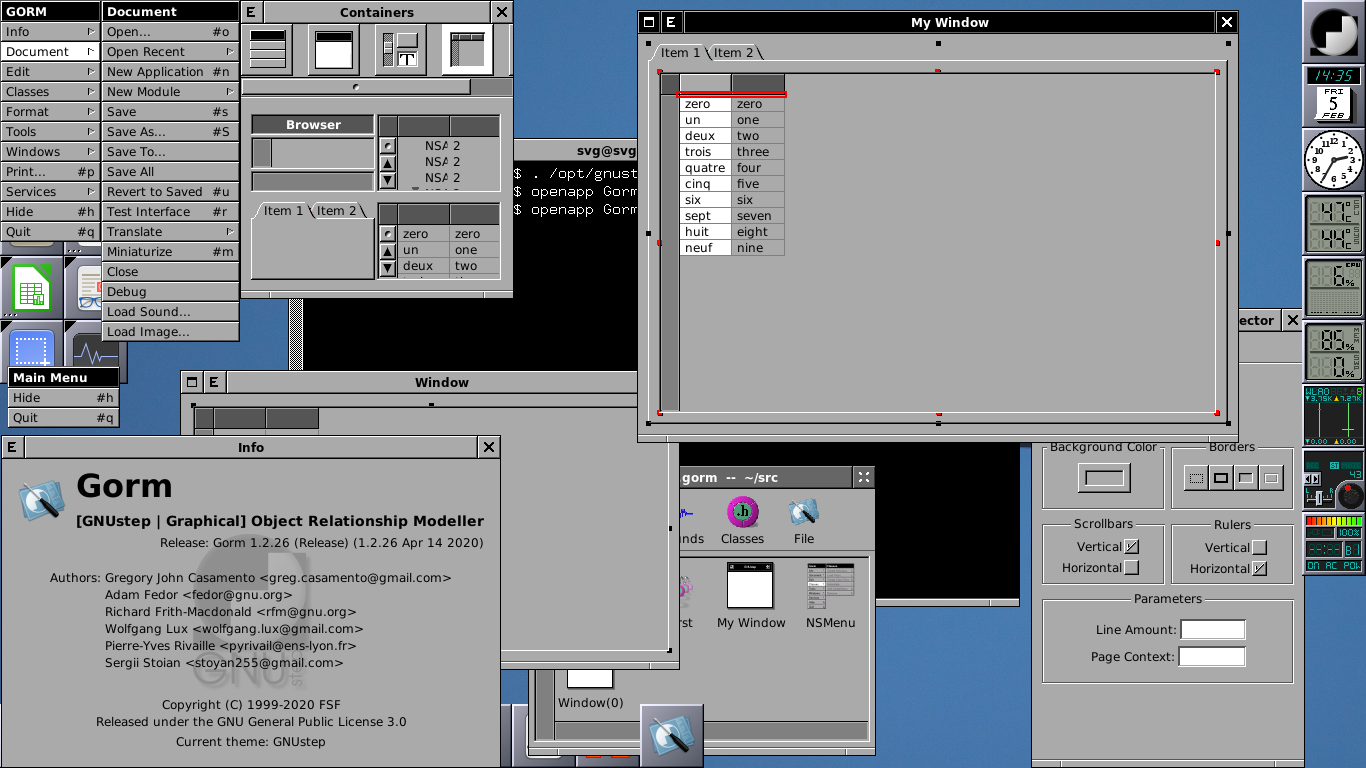 GORM
Info
Document
Edit
Classes
Format
Tools
Windows
Print... #p
Services
Hide #h
Quit #q
Document
Open... #o
Open Recent
New Application #n
New Module
Save #s
Save As... #S
Save To...
Save All
Revert to Saved #u
Test Interface #r
Translate
Miniaturize #m
Close
Debug
Load Sound...
Load Image...
E Containers
Browser
NSA 2
NSA 2
NSA 2
Item 1 Item 2
zero zero
un one
deux two
svg@svg
$ . /opt/gnust
$ openapp Gorm
$ openapp Gorm
E My Window
Item 1 Item 2
zero zero
un one
deux two
trois three
quatre four
cinq five
six six
sept seven
huit eight
neuf nine
14:35
FRI
5
FEB
Main Menu
Hide #h
Quit #q
E Window
E Info
Gorm
[GNUstep | Graphical] Object Relationship Modeller
Release: Gorm 1.2.26 (Release) (1.2.26 Apr 14 2020)
Authors: Gregory John Casamento <greg.casamento@gmail.com>
Adam Fedor <fedor@gnu.org>
Richard Frith-Macdonald <rfm@gnu.org>
Wolfgang Lux <wolfgang.lux@gmail.com>
Pierre-Yves Rivaille <pyrivail@ens-lyon.fr>
Sergii Stoian <stoyan255@gmail.com>
Copyright (C) 1999-2020 FSF
Released under the GNU General Public License 3.0
Current theme: GNUstep
gorm -- ~/src
nds
Classes
File
rst
My Window
NSMenu
Window(0)
ector
Background Color
Borders
Scrollbars
Vertical
Horizontal
Rulers
Vertical
Horizontal
Parameters
Line Amount:
Page Context:
47°C
44°C
CPU
6%
85%
0%
43
100%
ON AC POW